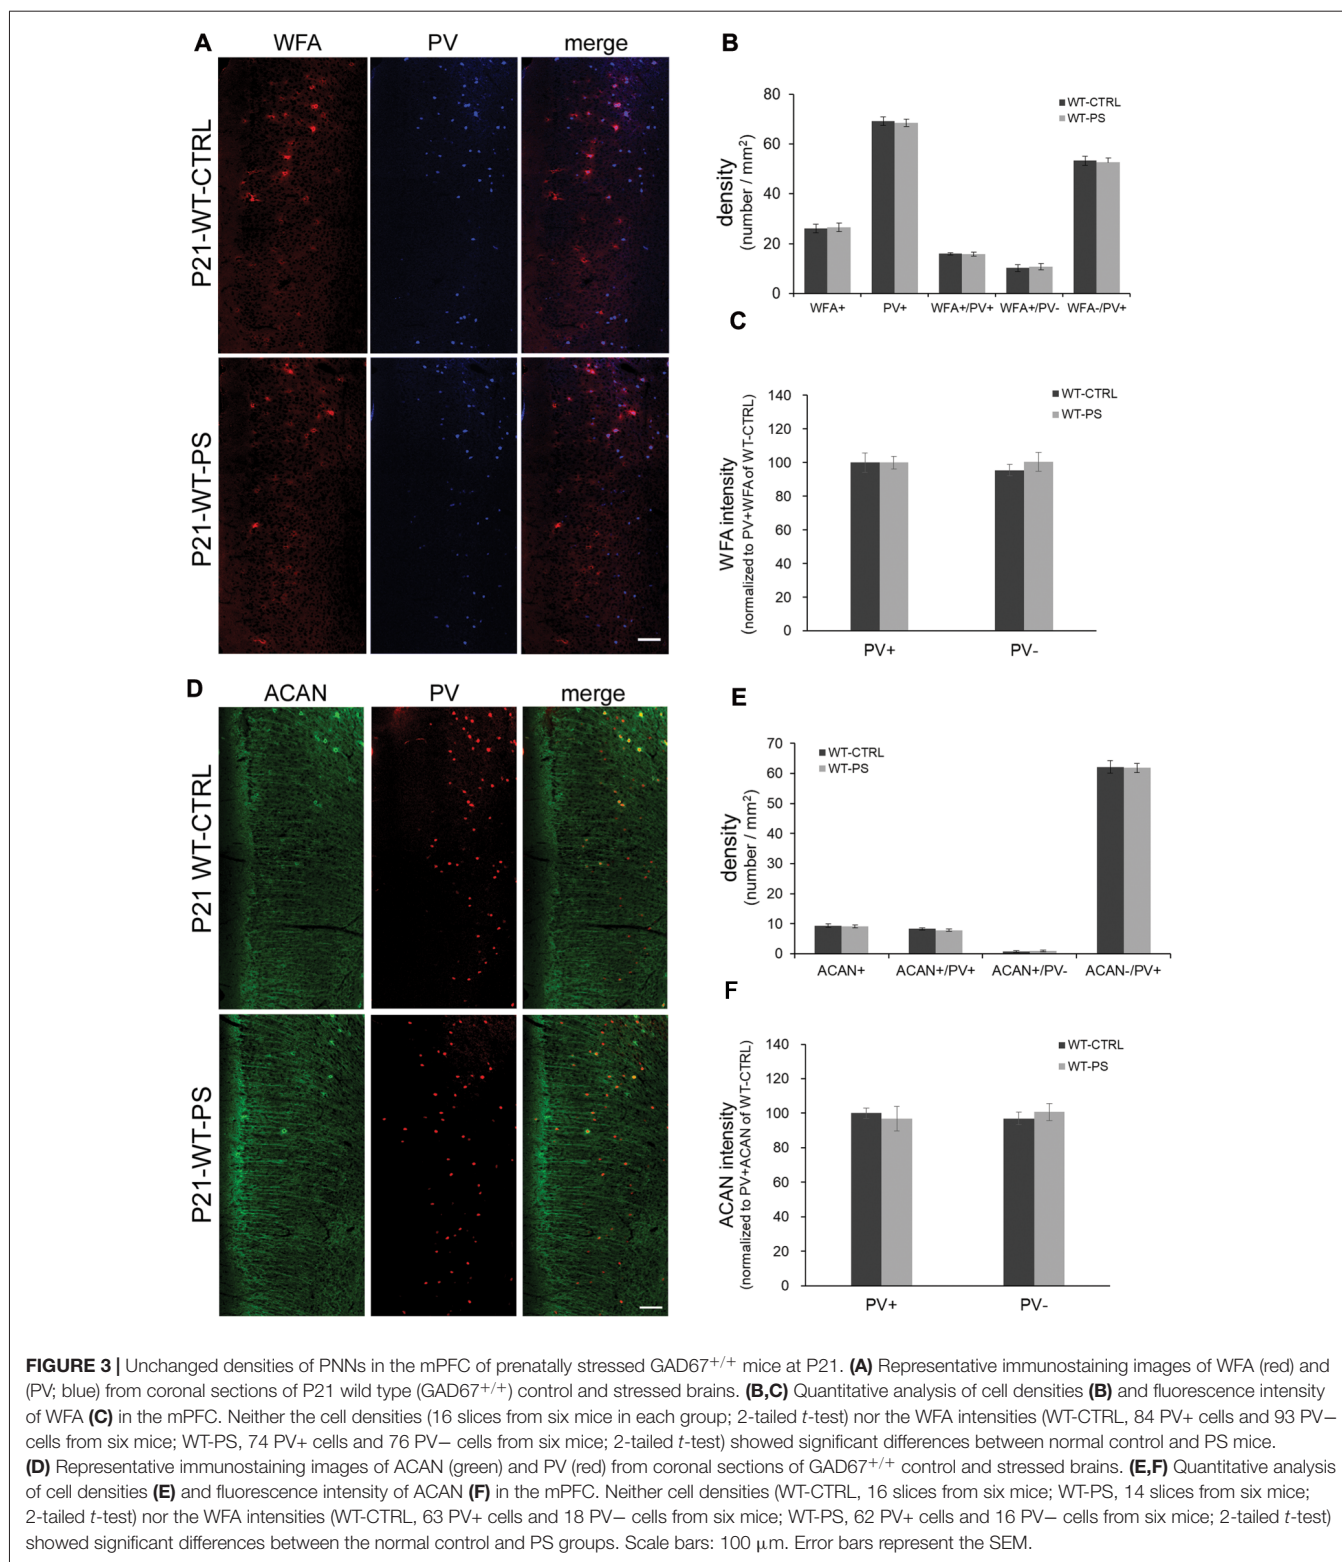 A
WFA
PV
merge
P21-WT-CTRL
P21-WT-PS
B
80
60
40
20
0
density
(number / mm²)
WT-CTRL
WT-PS
WFA+
PV+
WFA+/PV+
WFA+/PV-
WFA-/PV+
C
140
120
100
80
60
40
20
0
WFA intensity
(normalized to PV+WFA of WT-CTRL)
WT-CTRL
WT-PS
PV+
PV-
D
ACAN
PV
merge
P21 WT-CTRL
P21-WT-PS
E
70
60
50
40
30
20
10
0
density
(number / mm²)
WT-CTRL
WT-PS
ACAN+
ACAN+/PV+
ACAN+/PV-
ACAN-/PV+
F
140
120
100
80
60
40
20
0
ACAN intensity
(normalized to PV+ACAN of WT-CTRL)
WT-CTRL
WT-PS
PV+
PV-
FIGURE 3 | Unchanged densities of PNNs in the mPFC of prenatally stressed GAD67+/+ mice at P21. (A) Representative immunostaining images of WFA (red) and
(PV; blue) from coronal sections of P21 wild type (GAD67+/+) control and stressed brains. (B,C) Quantitative analysis of cell densities (B) and fluorescence intensity
of WFA (C) in the mPFC. Neither the cell densities (16 slices from six mice in each group; 2-tailed t-test) nor the WFA intensities (WT-CTRL, 84 PV+ cells and 93 PV−
cells from six mice; WT-PS, 74 PV+ cells and 76 PV− cells from six mice; 2-tailed t-test) showed significant differences between normal control and PS mice.
(D) Representative immunostaining images of ACAN (green) and PV (red) from coronal sections of GAD67+/+ control and stressed brains. (E,F) Quantitative analysis
of cell densities (E) and fluorescence intensity of ACAN (F) in the mPFC. Neither cell densities (WT-CTRL, 16 slices from six mice; WT-PS, 14 slices from six mice;
2-tailed t-test) nor the WFA intensities (WT-CTRL, 63 PV+ cells and 18 PV− cells from six mice; WT-PS, 62 PV+ cells and 16 PV− cells from six mice; 2-tailed t-test)
showed significant differences between the normal control and PS groups. Scale bars: 100 μm. Error bars represent the SEM.